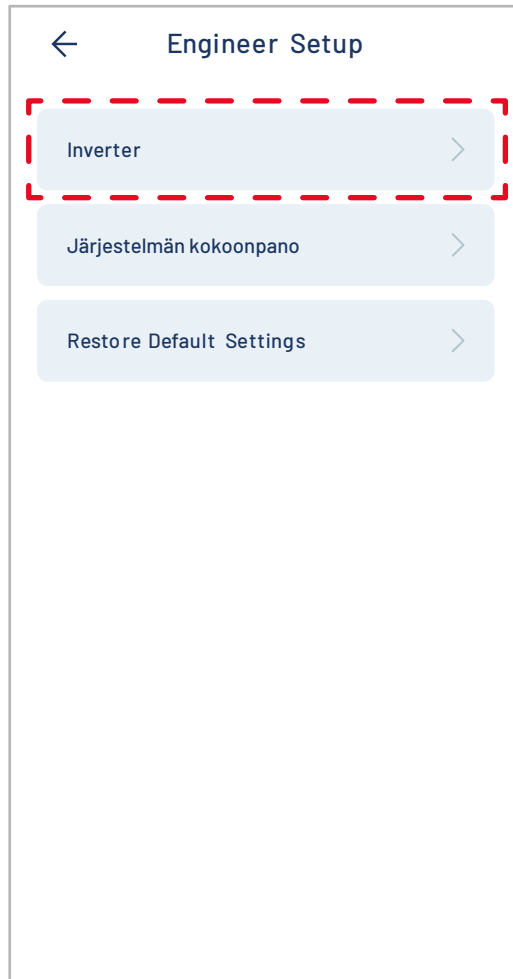 Engineer Setup
Inverter
Järjestelmän kokoonpano
Restore Default Settings